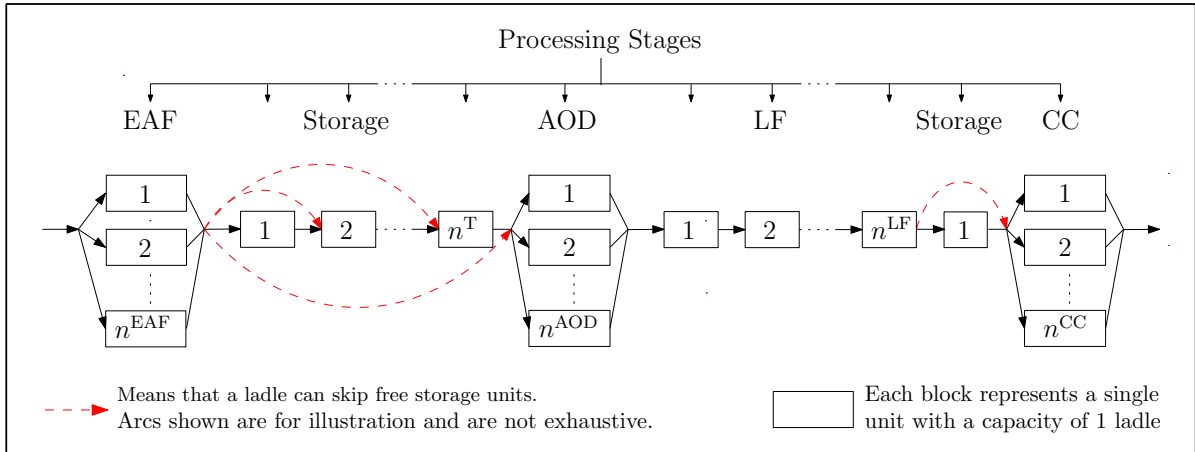 Processing Stages
EAF Storage AOD LF Storage CC
1 1 1
1 2 n^T 1 2 n^LF 1
2 2 2
n^EAF n^AOD n^CC
Means that a ladle can skip free storage units.
Arcs shown are for illustration and are not exhaustive.
Each block represents a single
unit with a capacity of 1 ladle